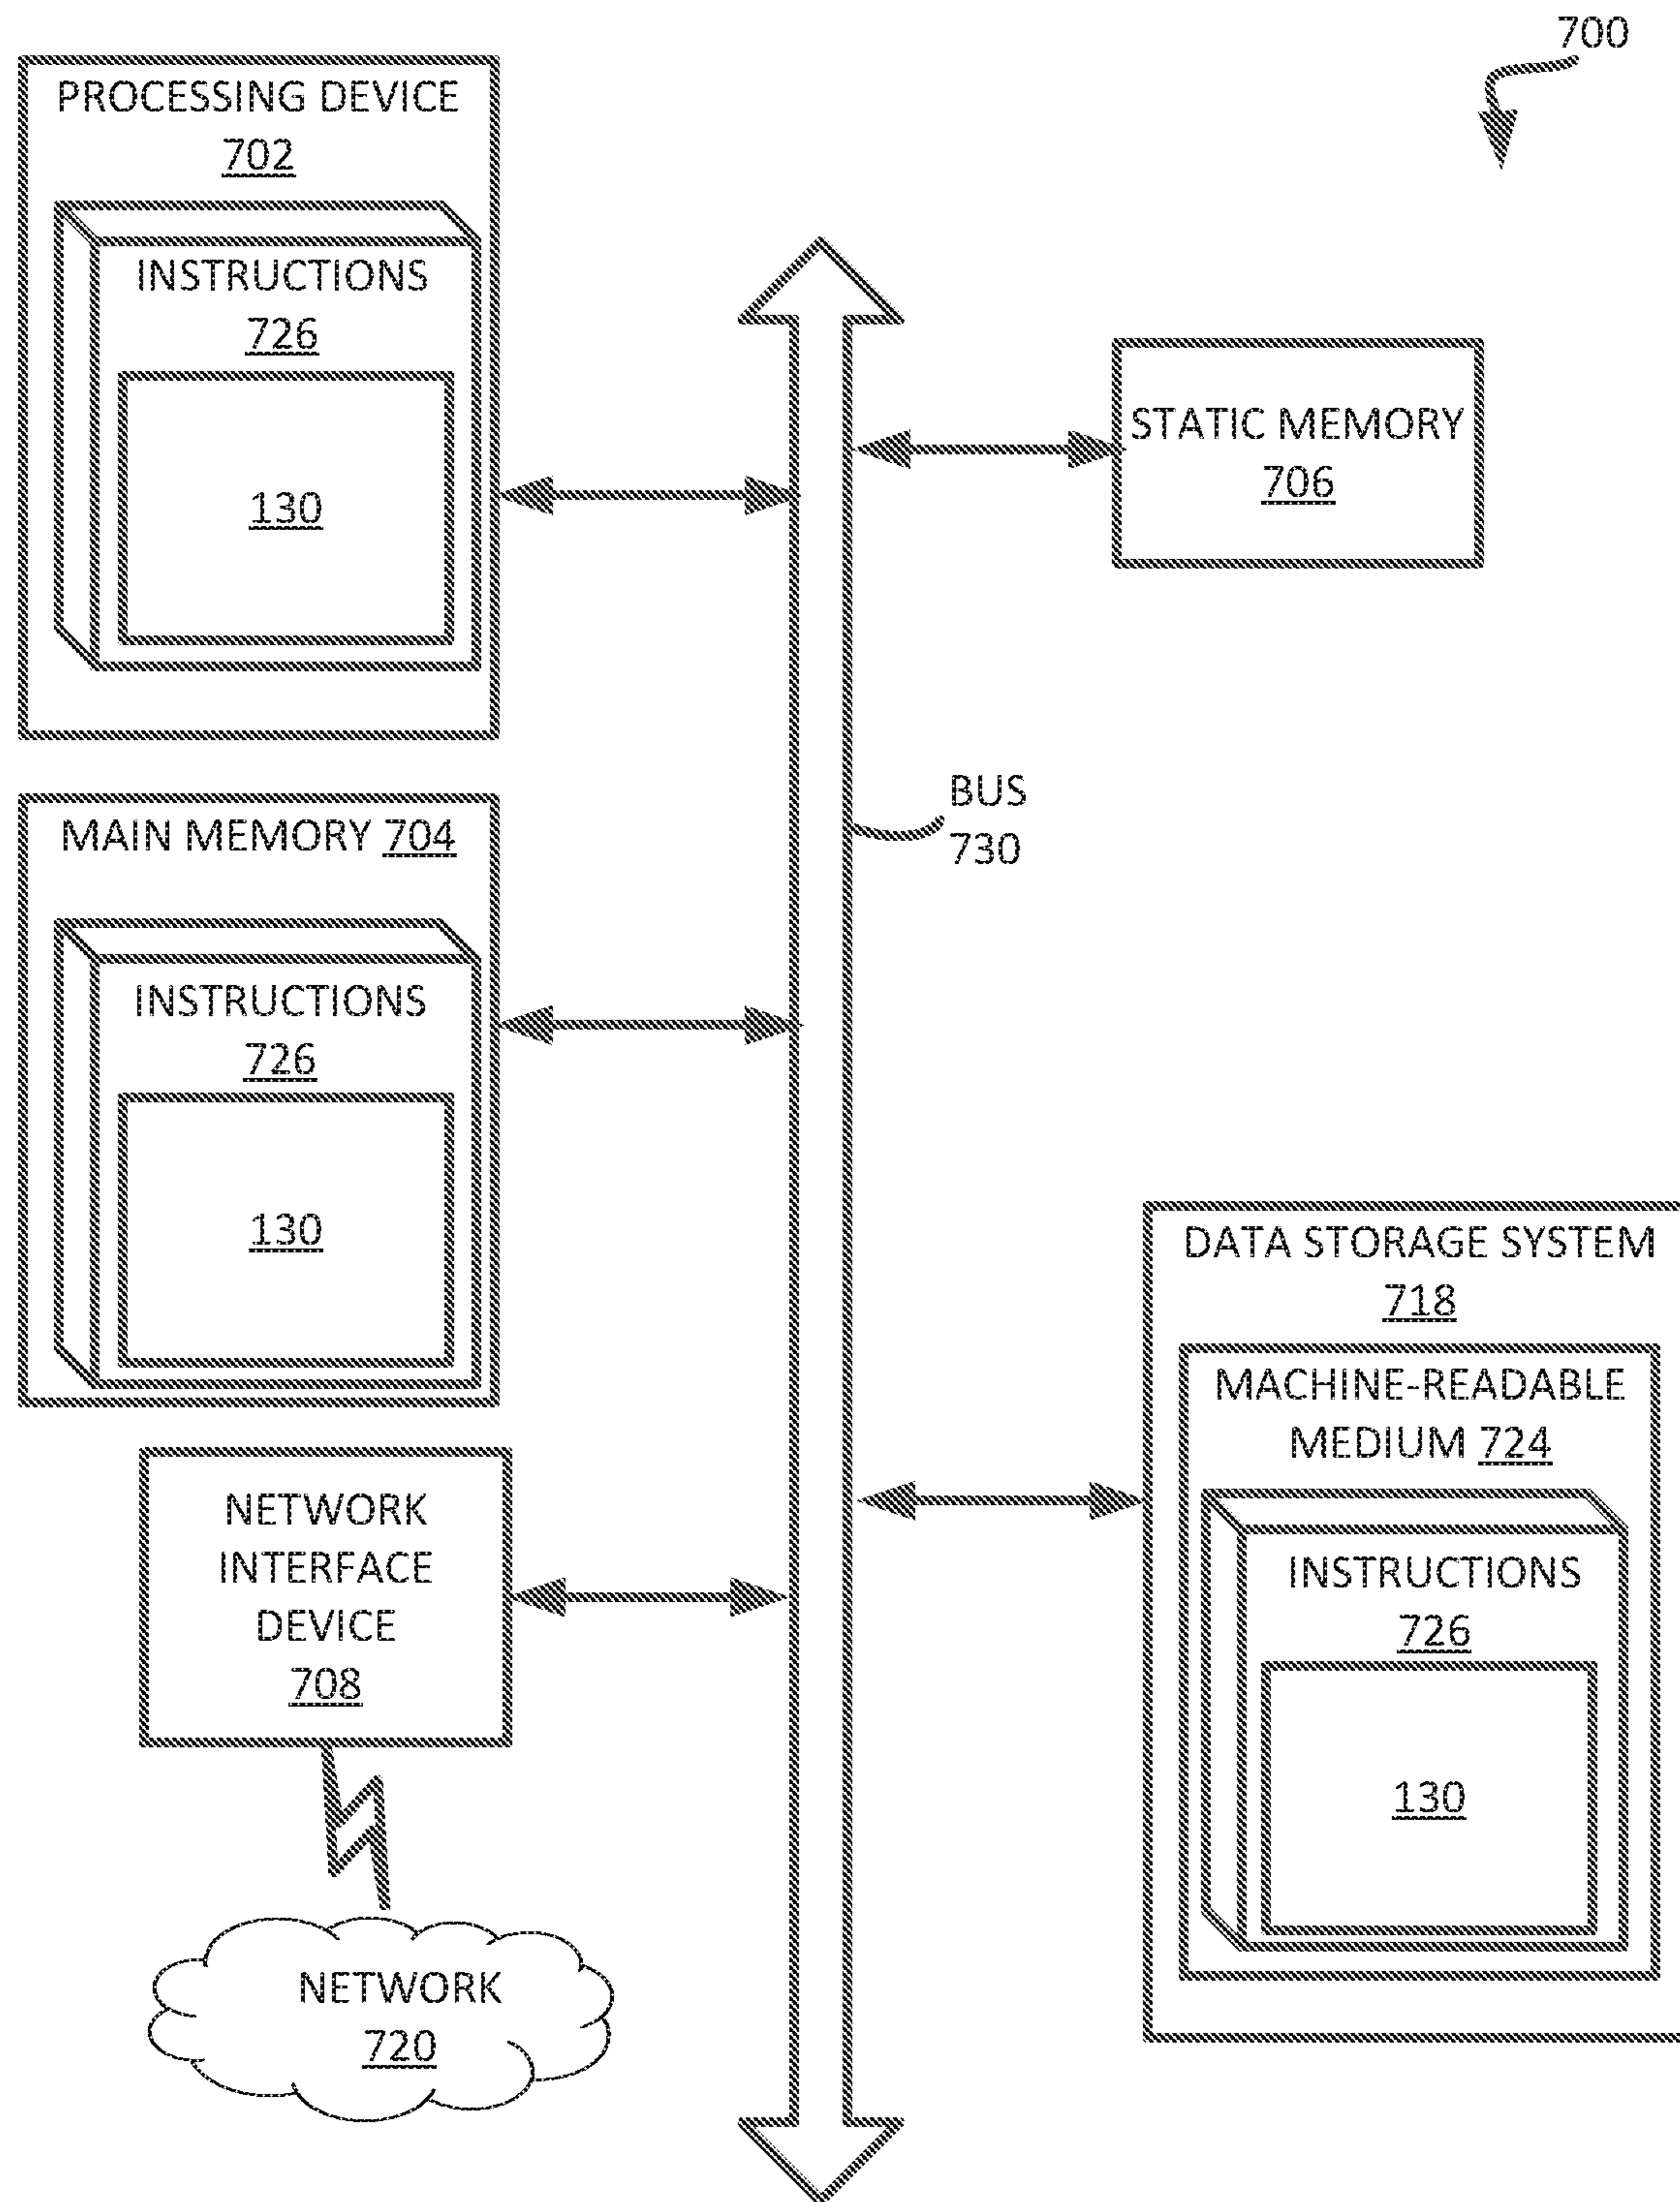 700
PROCESSING DEVICE
702
INSTRUCTIONS
726
130
STATIC MEMORY
706
BUS
730
MAIN MEMORY 704
INSTRUCTIONS
726
130
DATA STORAGE SYSTEM
718
MACHINE-READABLE
MEDIUM 724
INSTRUCTIONS
726
130
NETWORK
INTERFACE
DEVICE
708
NETWORK
720